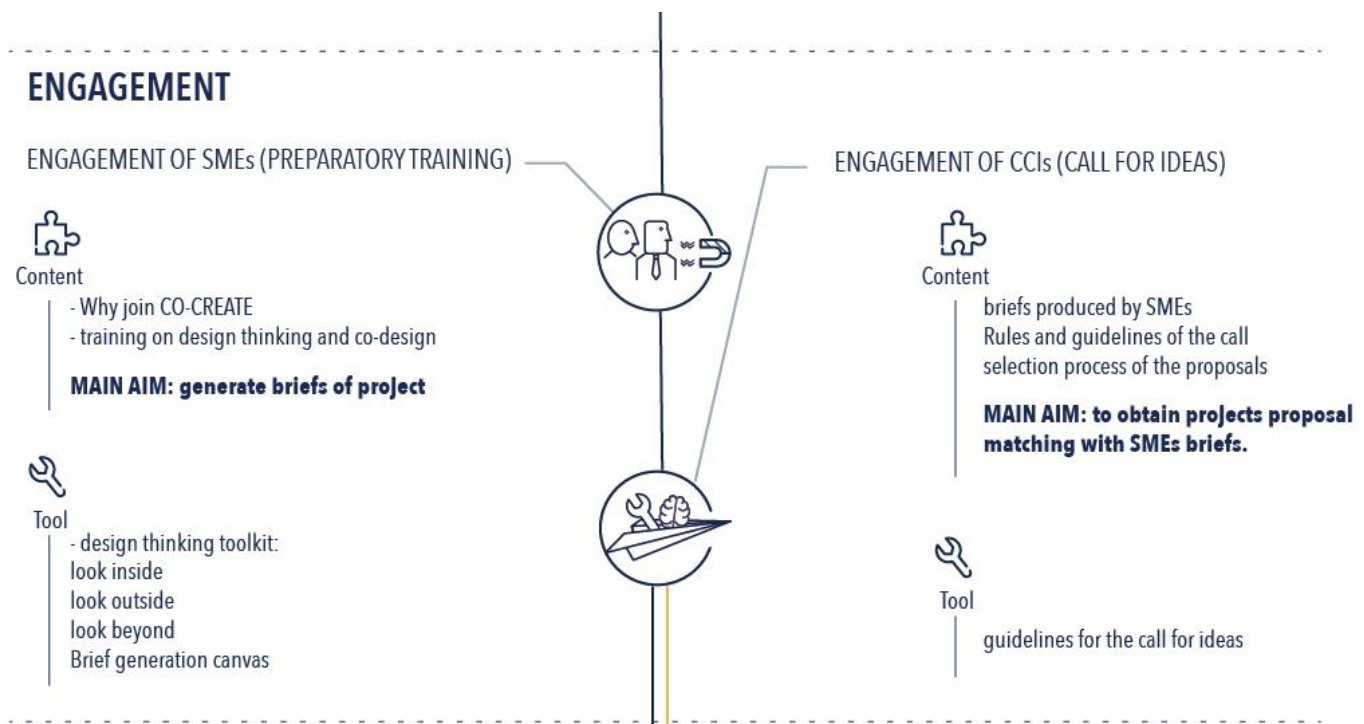 ENGAGEMENT
ENGAGEMENT OF SMEs (PREPARATORY TRAINING)
Content
- Why join CO-CREATE
- training on design thinking and co-design
MAIN AIM: generate briefs of project
Tool
- design thinking toolkit:
look inside
look outside
look beyond
Brief generation canvas
ENGAGEMENT OF CCIs (CALL FOR IDEAS)
Content
briefs produced by SMEs
Rules and guidelines of the call
selection process of the proposals
MAIN AIM: to obtain projects proposal
matching with SMEs briefs.
Tool
guidelines for the call for ideas